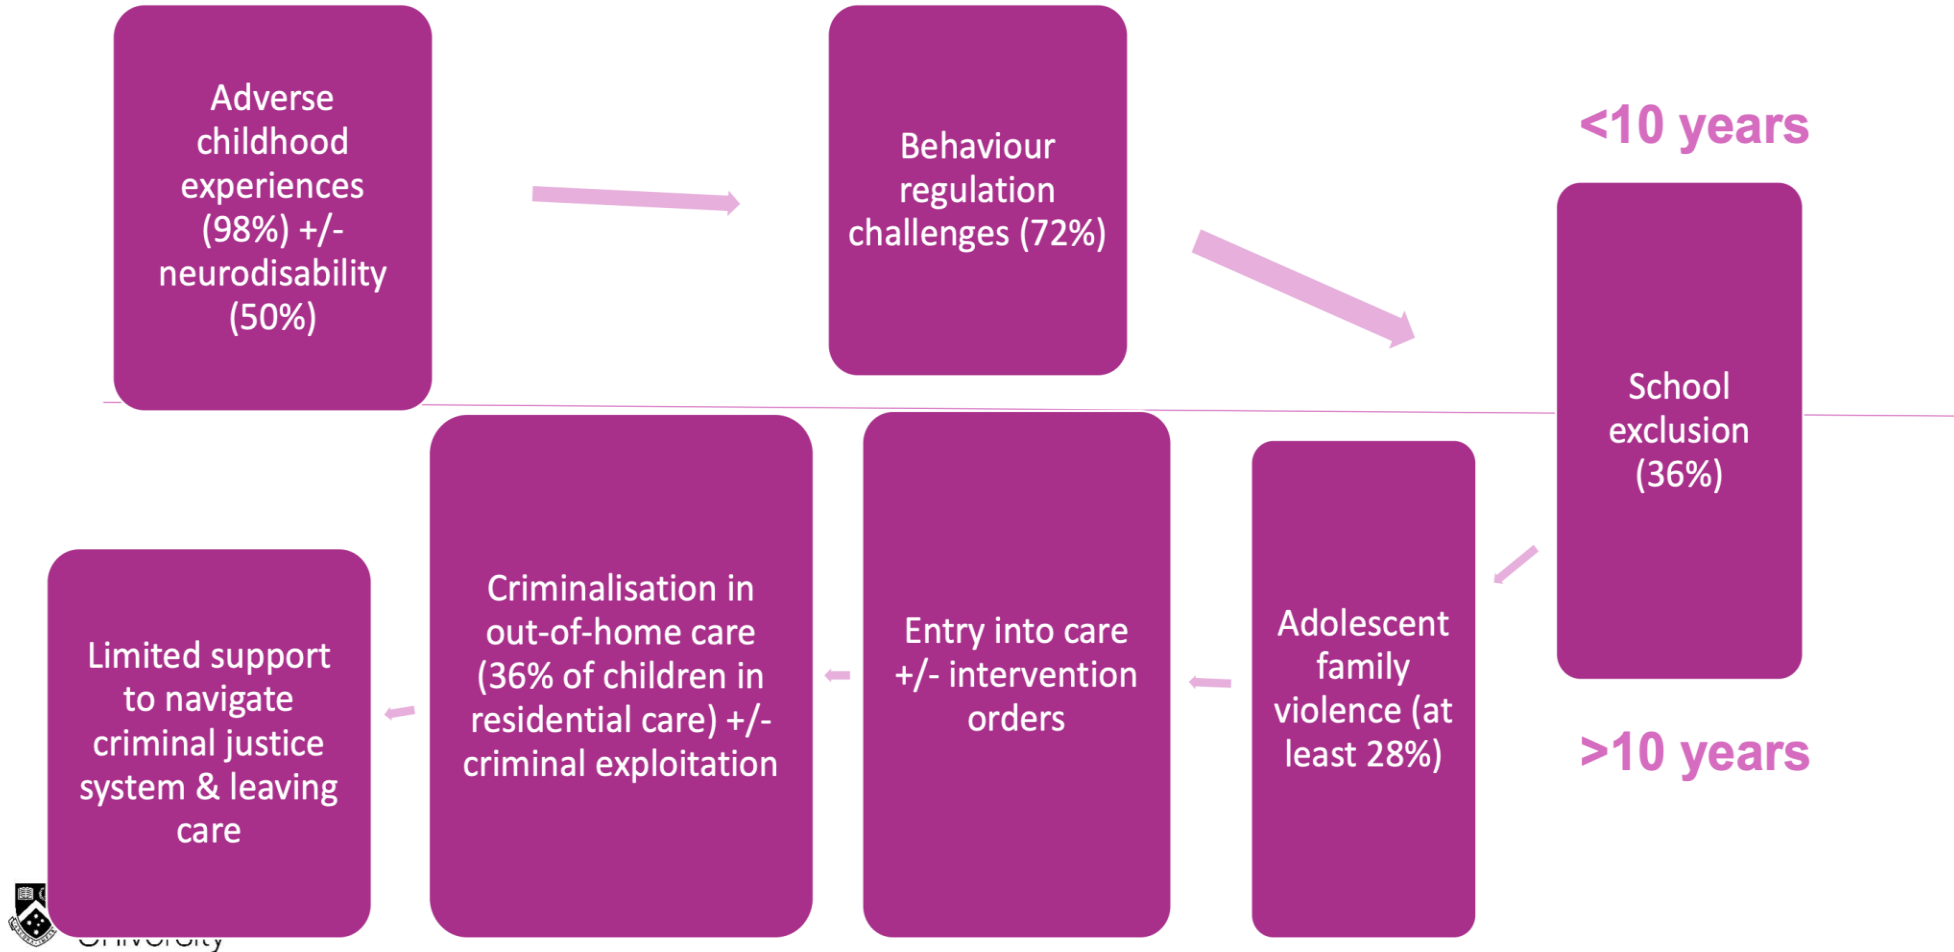 Adverse
childhood
experiences
(98%) +/-
neurodisability
(50%)
Behaviour
regulation
challenges (72%)
<10 years
School
exclusion
(36%)
>10 years
Adolescent
family
violence (at
least 28%)
Entry into care
+/- intervention
orders
Criminalisation in
out-of-home care
(36% of children in
residential care) +/-
criminal exploitation
Limited support
to navigate
criminal justice
system & leaving
care
University